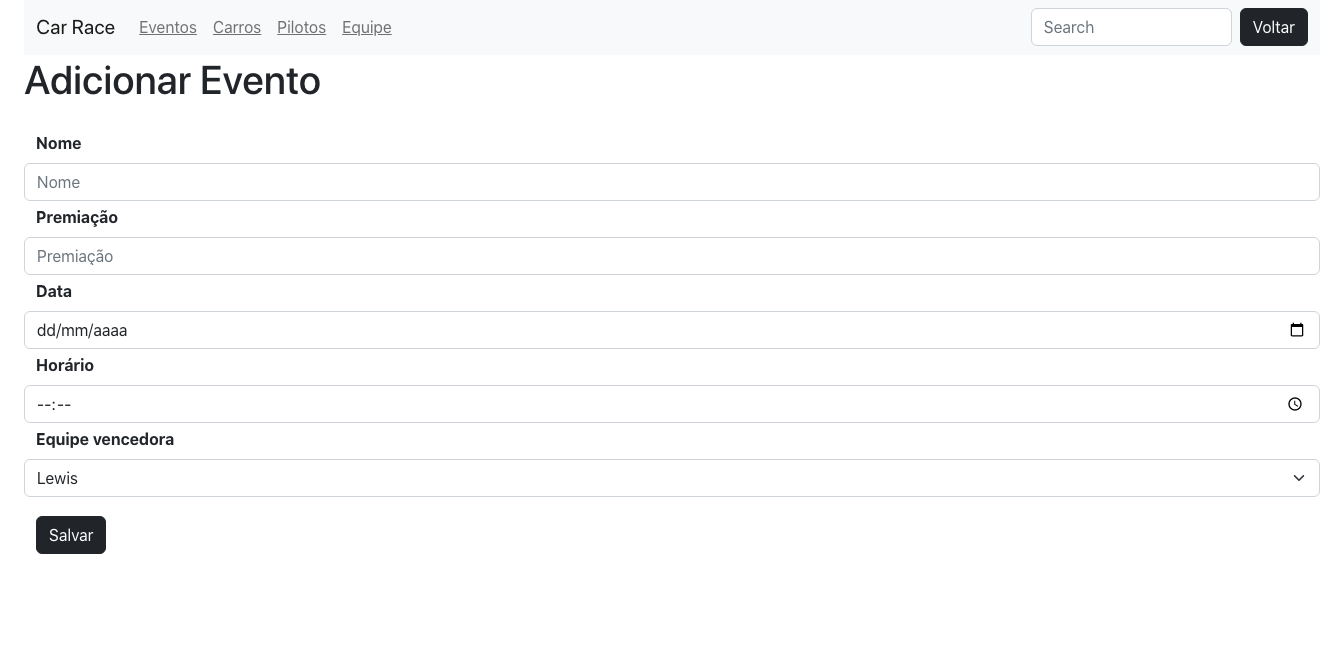 Car Race Eventos Carros Pilotos Equipe Search Voltar
Adicionar Evento
Nome
Nome
Premiação
Premiação
Data
dd/mm/aaaa
Horário
--:--
Equipe vencedora
Lewis
Salvar